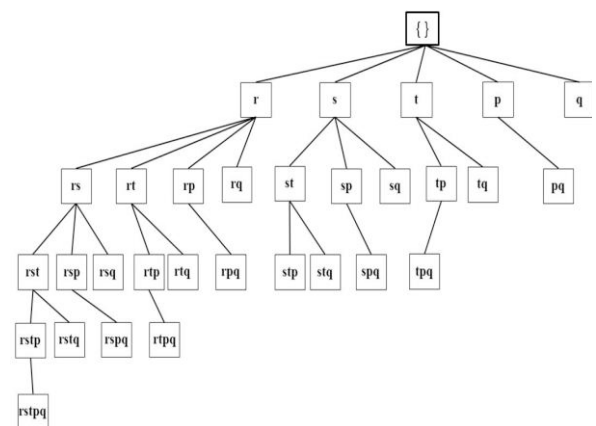 { }
r s t p q
rs rt rp rq st sp sq tp tq pq
rst rsp rsq rtp rtq rpq stp stq spq tpq
rstp rstq rspq rtpq
rstpq